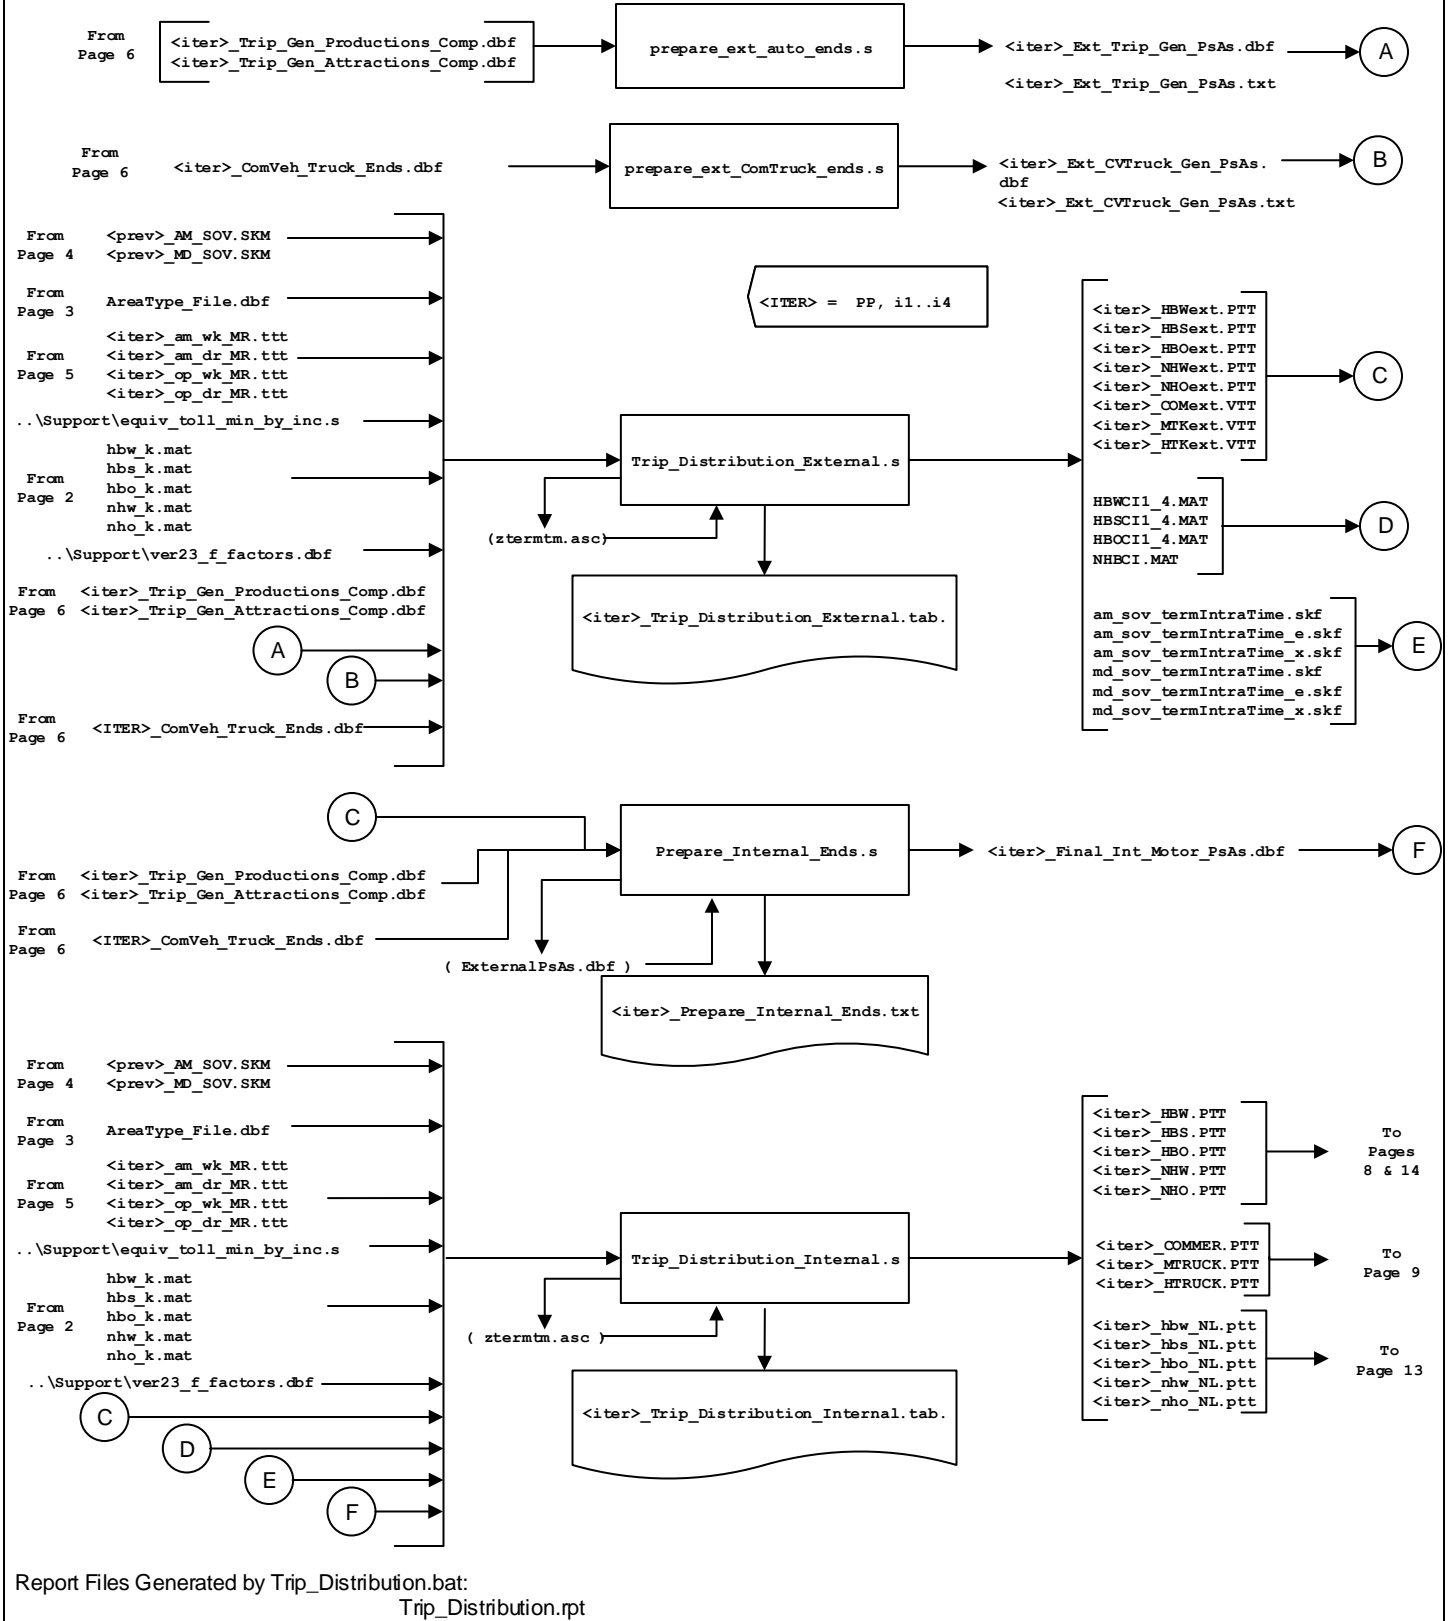 From
Page 6
<iter>_Trip_Gen_Productions_Comp.dbf
<iter>_Trip_Gen_Attractions_Comp.dbf
prepare_ext_auto_ends.s
<iter>_Ext_Trip_Gen_PsAs.dbf
<iter>_Ext_Trip_Gen_PsAs.txt
A
From
Page 6
<iter>_ComVeh_Truck_Ends.dbf
prepare_ext_ComTruck_ends.s
<iter>_Ext_CVTruck_Gen_PsAs.
dbf
<iter>_Ext_CVTruck_Gen_PsAs.txt
B
From
Page 4
<prev>_AM_SOV.SKM
<prev>_MD_SOV.SKM
From
Page 3
AreaType_File.dbf
<ITER> = PP, i1..i4
From
Page 5
<iter>_am_wk_MR.ttt
<iter>_am_dr_MR.ttt
<iter>_op_wk_MR.ttt
<iter>_op_dr_MR.ttt
..\Support\equiv_toll_min_by_inc.s
From
Page 2
hbw_k.mat
hbs_k.mat
hbo_k.mat
nhw_k.mat
nho_k.mat
..\Support\ver23_f_factors.dbf
From
Page 6
<iter>_Trip_Gen_Productions_Comp.dbf
<iter>_Trip_Gen_Attractions_Comp.dbf
A
B
From
Page 6
<ITER>_ComVeh_Truck_Ends.dbf
Trip_Distribution_External.s
(ztermtm.asc)
<iter>_Trip_Distribution_External.tab.
<iter>_HBWext.PTT
<iter>_HBSext.PTT
<iter>_HBOext.PTT
<iter>_NHWext.PTT
<iter>_NHOext.PTT
<iter>_COMext.VTT
<iter>_MTKext.VTT
<iter>_HTKext.VTT
C
HBWCI1_4.MAT
HBSCI1_4.MAT
HBOCI1_4.MAT
NHBCI.MAT
D
am_sov_termIntraTime.skf
am_sov_termIntraTime_e.skf
am_sov_termIntraTime_x.skf
md_sov_termIntraTime.skf
md_sov_termIntraTime_e.skf
md_sov_termIntraTime_x.skf
E
C
From
Page 6
<iter>_Trip_Gen_Productions_Comp.dbf
<iter>_Trip_Gen_Attractions_Comp.dbf
From
Page 6
<ITER>_ComVeh_Truck_Ends.dbf
Prepare_Internal_Ends.s
( ExternalPsAs.dbf )
<iter>_Prepare_Internal_Ends.txt
<iter>_Final_Int_Motor_PsAs.dbf
F
From
Page 4
<prev>_AM_SOV.SKM
<prev>_MD_SOV.SKM
From
Page 3
AreaType_File.dbf
From
Page 5
<iter>_am_wk_MR.ttt
<iter>_am_dr_MR.ttt
<iter>_op_wk_MR.ttt
<iter>_op_dr_MR.ttt
..\Support\equiv_toll_min_by_inc.s
From
Page 2
hbw_k.mat
hbs_k.mat
hbo_k.mat
nhw_k.mat
nho_k.mat
..\Support\ver23_f_factors.dbf
C
D
E
F
Trip_Distribution_Internal.s
( ztermtm.asc )
<iter>_Trip_Distribution_Internal.tab.
<iter>_HBW.PTT
<iter>_HBS.PTT
<iter>_HBO.PTT
<iter>_NHW.PTT
<iter>_NHO.PTT
To
Pages
8 & 14
<iter>_COMMER.PTT
<iter>_MTRUCK.PTT
<iter>_HTRUCK.PTT
To
Page 9
<iter>_hbw_NL.ptt
<iter>_hbs_NL.ptt
<iter>_hbo_NL.ptt
<iter>_nhw_NL.ptt
<iter>_nho_NL.ptt
To
Page 13
Report Files Generated by Trip_Distribution.bat:
Trip_Distribution.rpt